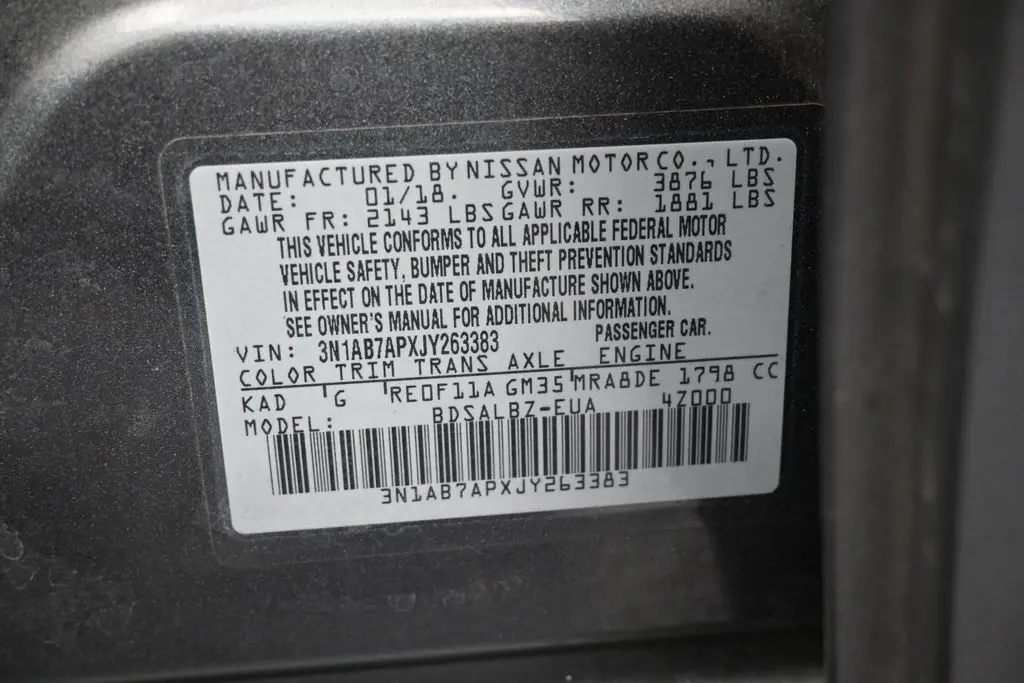 MANUFACTURED BY NISSAN MOTOR CO., LTD.
DATE: 01/18. GVWR: 3876 LBS
GAWR FR: 2143 LBS GAWR RR: 1881 LBS
THIS VEHICLE CONFORMS TO ALL APPLICABLE FEDERAL MOTOR
VEHICLE SAFETY, BUMPER AND THEFT PREVENTION STANDARDS
IN EFFECT ON THE DATE OF MANUFACTURE SHOWN ABOVE.
SEE OWNER'S MANUAL FOR ADDITIONAL INFORMATION.
PASSENGER CAR.
VIN: 3N1AB7APXJY263383
COLOR TRIM TRANS AXLE ENGINE
KAD G RE0F11A GM35 MRA8DE 1798 CC
MODEL: BDSALBZ-EUA 4Z000
3N1AB7APXJY263383